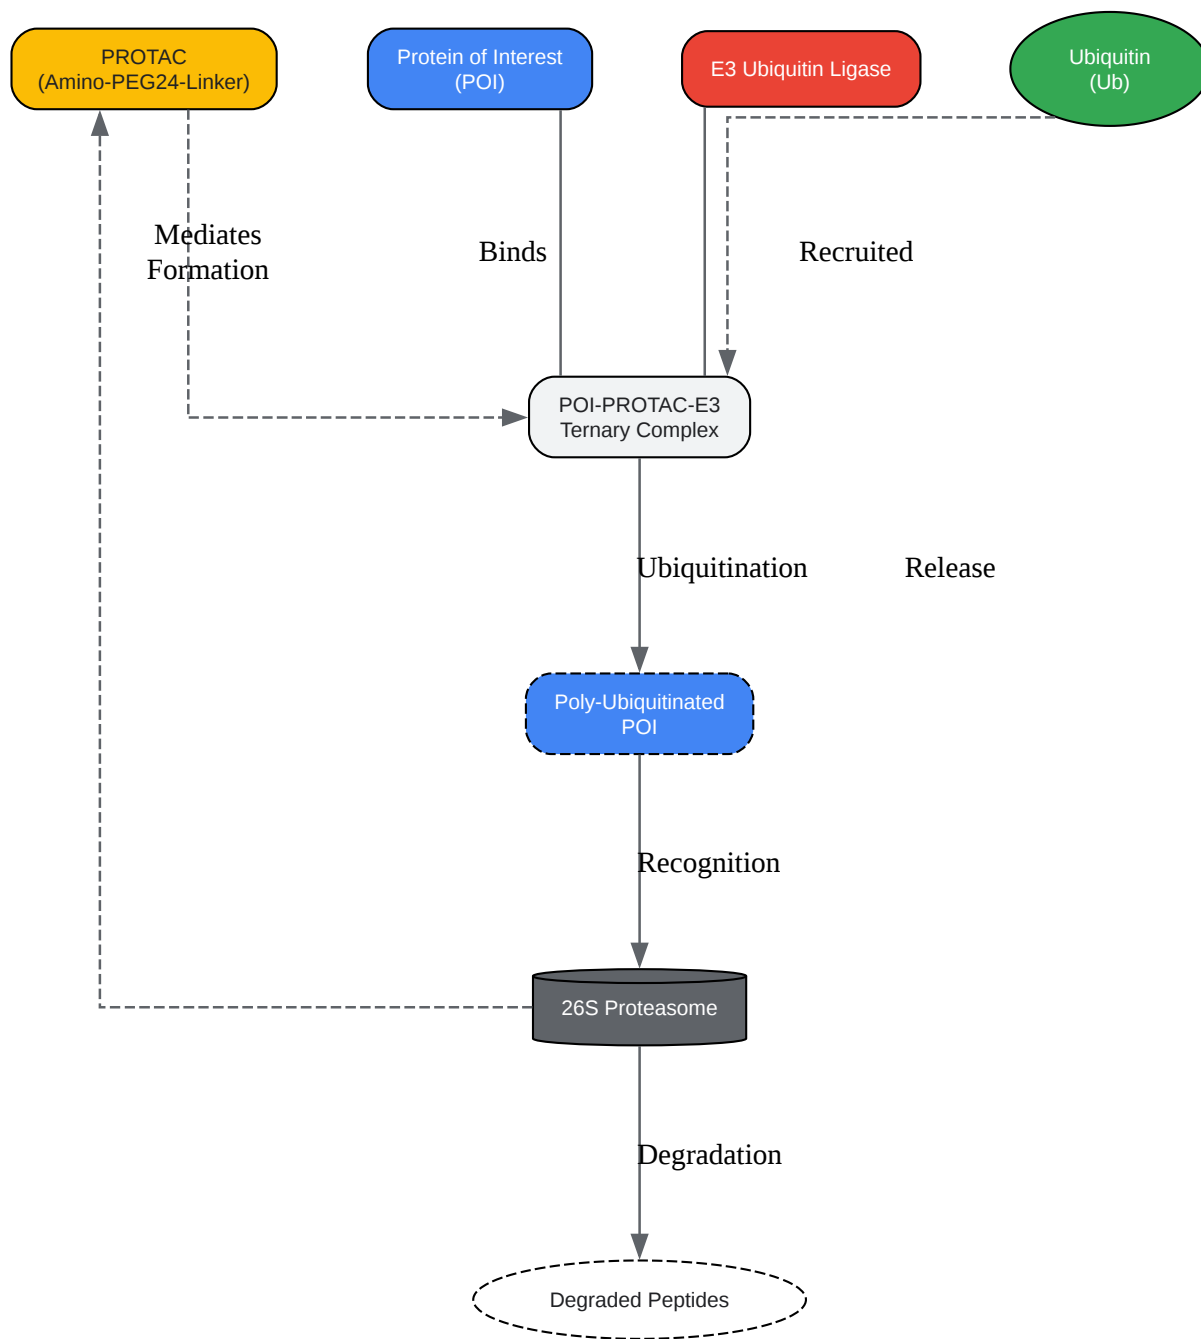 PROTAC
(Amino-PEG24-Linker)
Protein of Interest
(POI)
E3 Ubiquitin Ligase
Ubiquitin
(Ub)
Mediates
Formation
Binds
Recruited
POI-PROTAC-E3
Ternary Complex
Ubiquitination
Release
Poly-Ubiquitinated
POI
Recognition
26S Proteasome
Degradation
Degraded Peptides